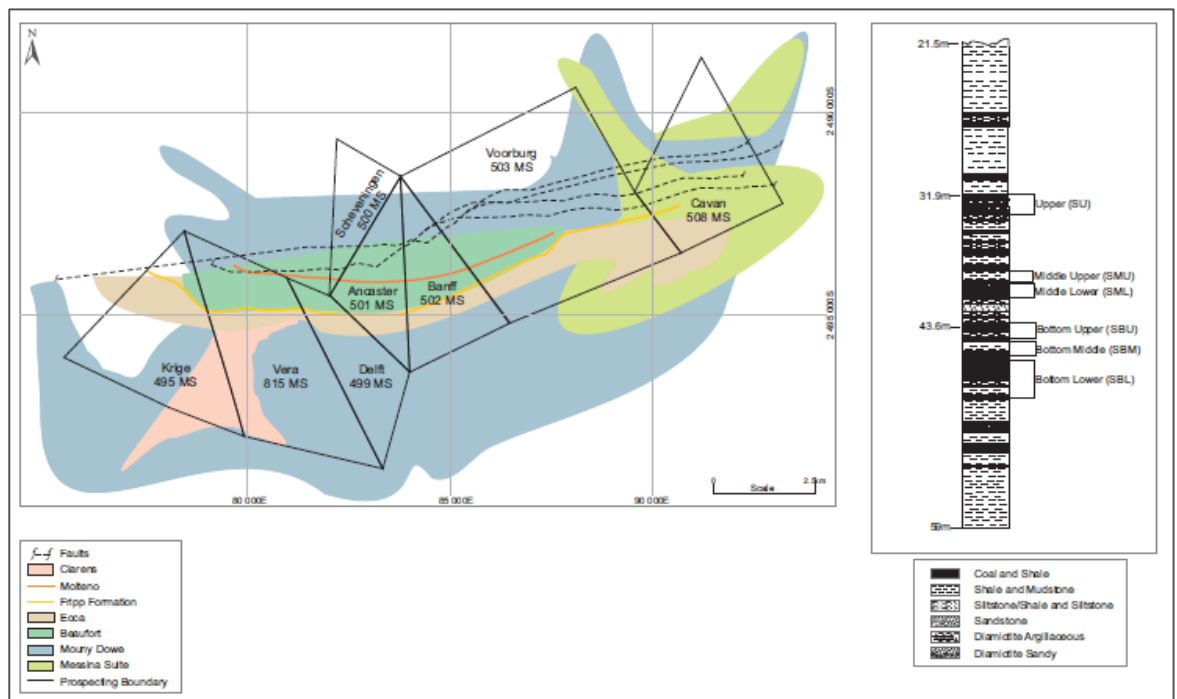 N
Voorburg
503 MS
Scheveningen
500 MS
Cavan
508 MS
Ancaster
501 MS
Banff
502 MS
Krige
495 MS
Vera
815 MS
Delft
499 MS
2 490 000S
2 495 000S
80 000E
85 000E
90 000E
0
Scale
2.5km
Faults
Clarens
Molteno
Fripp Formation
Ecca
Beaufort
Mouny Dowe
Messina Suite
Prospecting Boundary
21.5m
31.9m
43.6m
59m
Upper (SU)
Middle Upper (SMU)
Middle Lower (SML)
Bottom Upper (SBU)
Bottom Middle (SBM)
Bottom Lower (SBL)
Coal and Shale
Shale and Mudstone
Siltstone/Shale and Siltstone
Sandstone
Diamictite Argillaceous
Diamictite Sandy